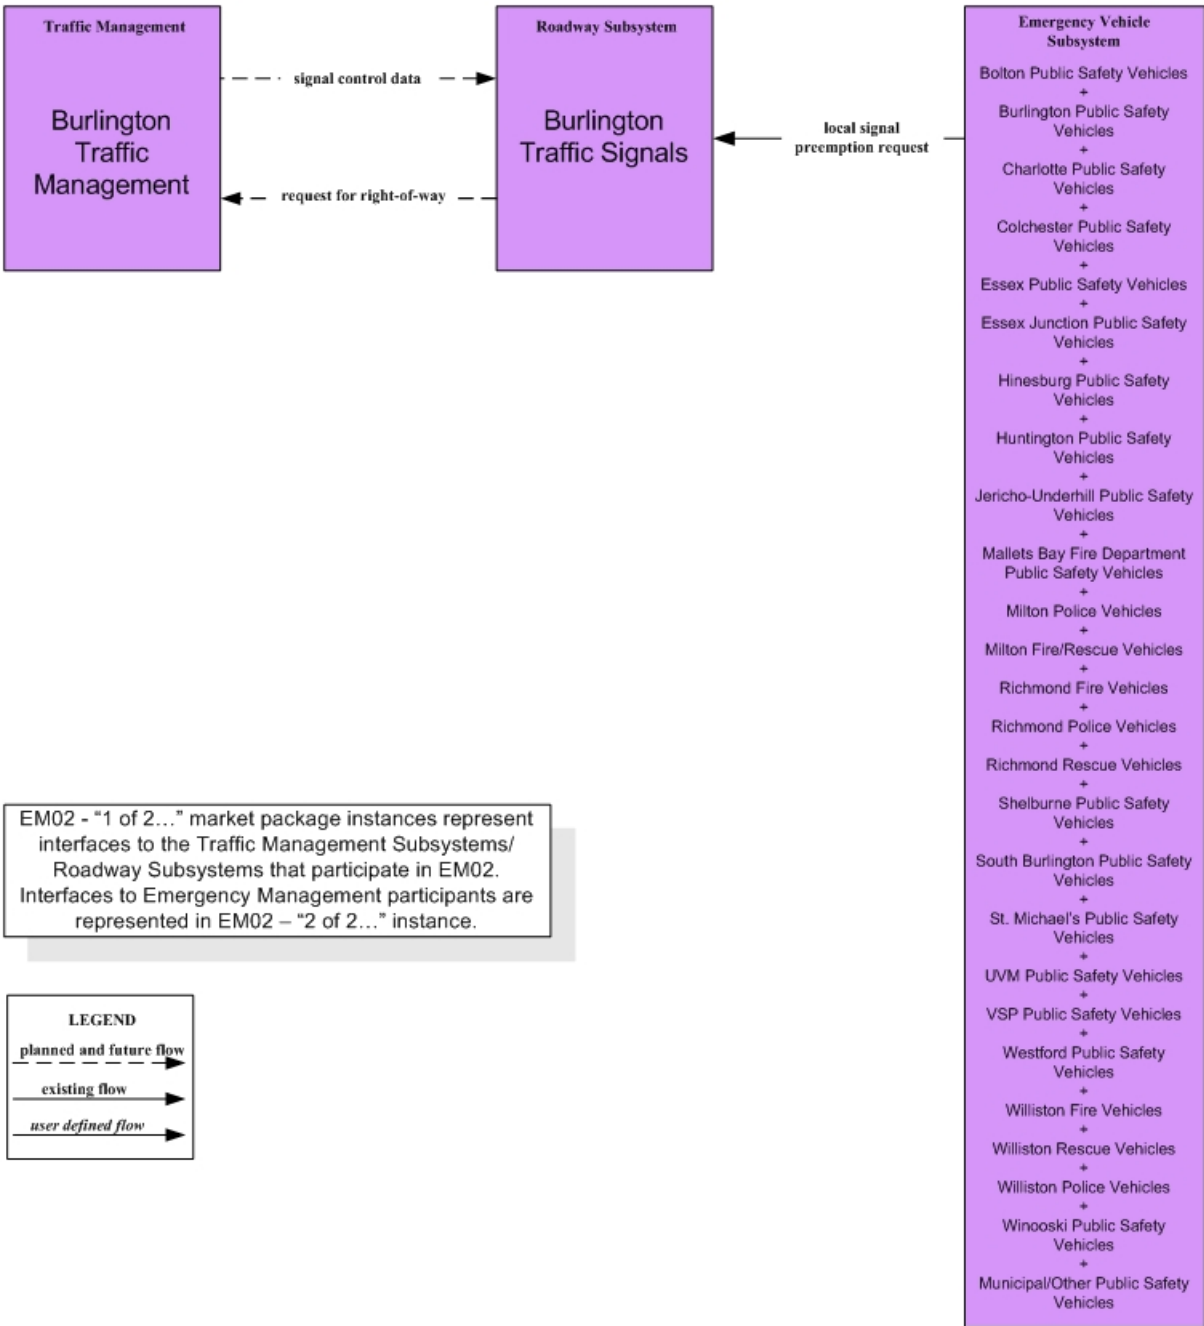 Traffic Management
Burlington
Traffic
Management
signal control data
request for right-of-way
Roadway Subsystem
Burlington
Traffic Signals
local signal
preemption request
Emergency Vehicle
Subsystem
Bolton Public Safety Vehicles
+
Burlington Public Safety
Vehicles
+
Charlotte Public Safety
Vehicles
+
Colchester Public Safety
Vehicles
+
Essex Public Safety Vehicles
+
Essex Junction Public Safety
Vehicles
+
Hinesburg Public Safety
Vehicles
+
Huntington Public Safety
Vehicles
+
Jericho-Underhill Public Safety
Vehicles
+
Mallets Bay Fire Department
Public Safety Vehicles
+
Milton Police Vehicles
+
Milton Fire/Rescue Vehicles
+
Richmond Fire Vehicles
+
Richmond Police Vehicles
+
Richmond Rescue Vehicles
+
Shelburne Public Safety
Vehicles
+
South Burlington Public Safety
Vehicles
+
St. Michael's Public Safety
Vehicles
+
UVM Public Safety Vehicles
+
VSP Public Safety Vehicles
+
Westford Public Safety
Vehicles
+
Williston Fire Vehicles
+
Williston Rescue Vehicles
+
Williston Police Vehicles
+
Winooski Public Safety
Vehicles
+
Municipal/Other Public Safety
Vehicles
EM02 - “1 of 2…” market package instances represent
interfaces to the Traffic Management Subsystems/
Roadway Subsystems that participate in EM02.
Interfaces to Emergency Management participants are
represented in EM02 – “2 of 2…” instance.
LEGEND
planned and future flow
existing flow
user defined flow